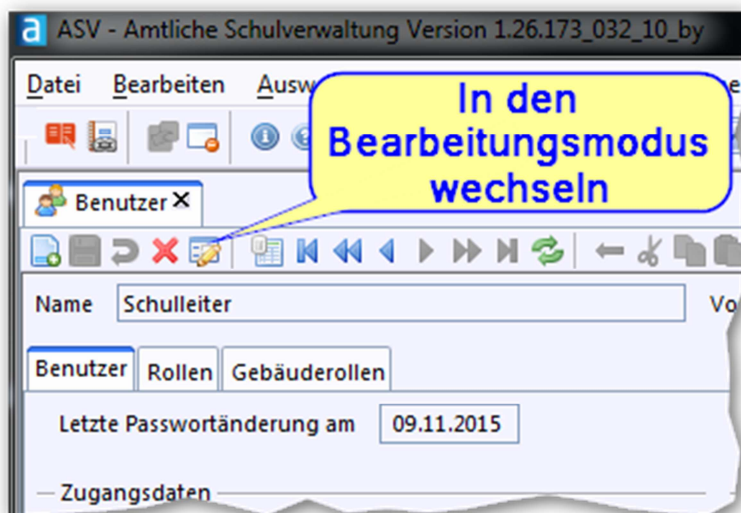 a ASV - Amtliche Schulverwaltung Version 1.26.173_032_10_by
Datei Bearbeiten
In den
Bearbeitungsmodus
wechseln
Benutzer
Name Schulleiter
Benutzer Rollen Gebäuderollen
Letzte Passwortänderung am 09.11.2015
Zugangsdaten